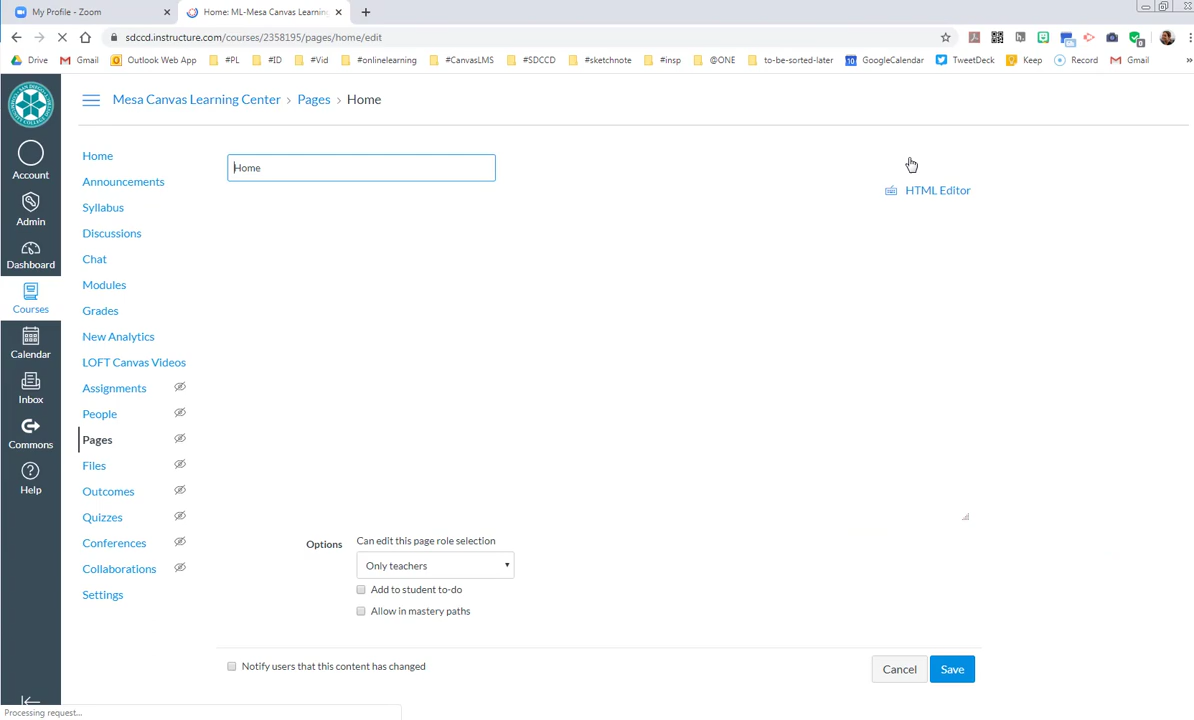 My Profile - Zoom
Home: ML-Mesa Canvas Learning
sdccd.instructure.com/courses/2358195/pages/home/edit
Drive
Gmail
Outlook Web App
#PL
#ID
#Vid
#onlinelearning
#CanvasLMS
#SDCCD
#sketchnote
#insp
@ONE
to-be-sorted-later
GoogleCalendar
TweetDeck
Keep
Record
Gmail
»
Mesa Canvas Learning Center › Pages › Home
Account
Admin
Dashboard
Courses
Calendar
Inbox
Commons
Help
Home
Announcements
Syllabus
Discussions
Chat
Modules
Grades
New Analytics
LOFT Canvas Videos
Assignments
People
Pages
Files
Outcomes
Quizzes
Conferences
Collaborations
Settings
Home
HTML Editor
Options
Can edit this page role selection
Only teachers
Add to student to-do
Allow in mastery paths
Notify users that this content has changed
Cancel
Save
Processing request...